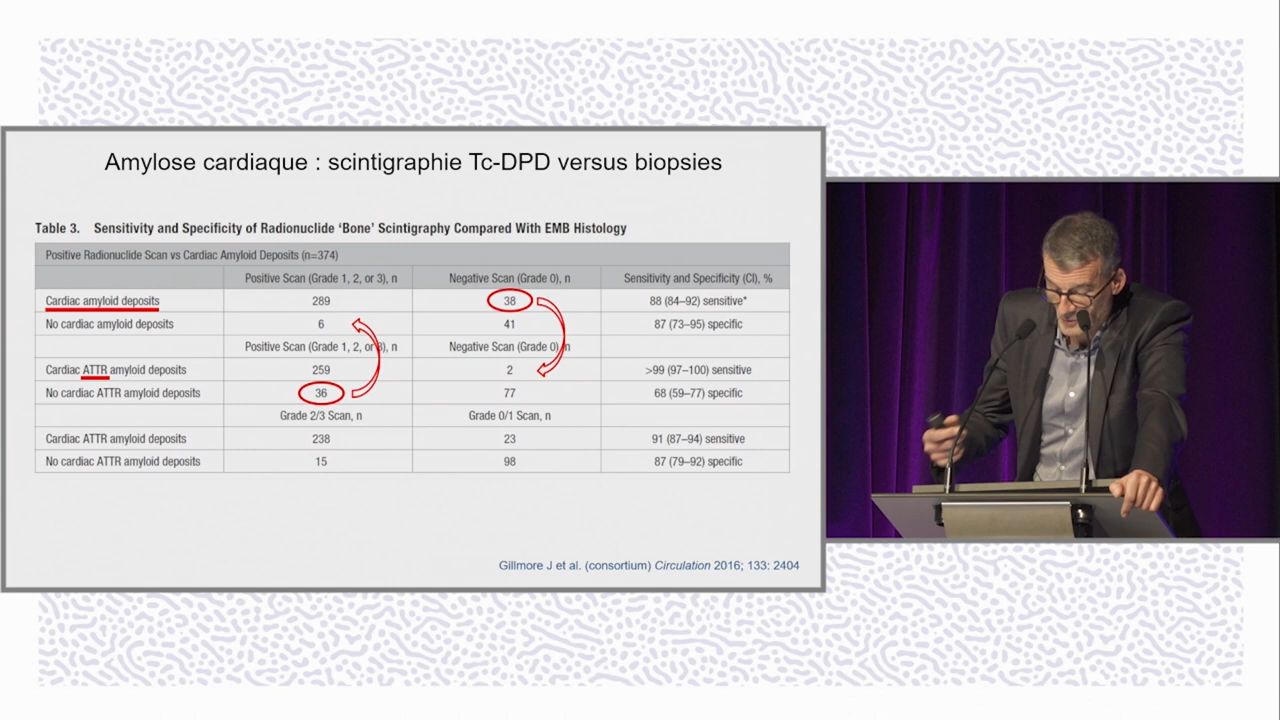 Amylose cardiaque : scintigraphie Tc-DPD versus biopsies
Table 3. Sensitivity and Specificity of Radionuclide ‘Bone’ Scintigraphy Compared With EMB Histology
Positive Radionuclide Scan vs Cardiac Amyloid Deposits (n=374)
Positive Scan (Grade 1, 2, or 3), n Negative Scan (Grade 0), n Sensitivity and Specificity (CI), %
Cardiac amyloid deposits 289 38 88 (84–92) sensitive*
No cardiac amyloid deposits 6 41 87 (73–95) specific
Positive Scan (Grade 1, 2, or 3), n Negative Scan (Grade 0), n
Cardiac ATTR amyloid deposits 259 2 >99 (97–100) sensitive
No cardiac ATTR amyloid deposits 36 77 68 (59–77) specific
Grade 2/3 Scan, n Grade 0/1 Scan, n
Cardiac ATTR amyloid deposits 238 23 91 (87–94) sensitive
No cardiac ATTR amyloid deposits 15 98 87 (79–92) specific
Gillmore J et al. (consortium) Circulation 2016; 133: 2404